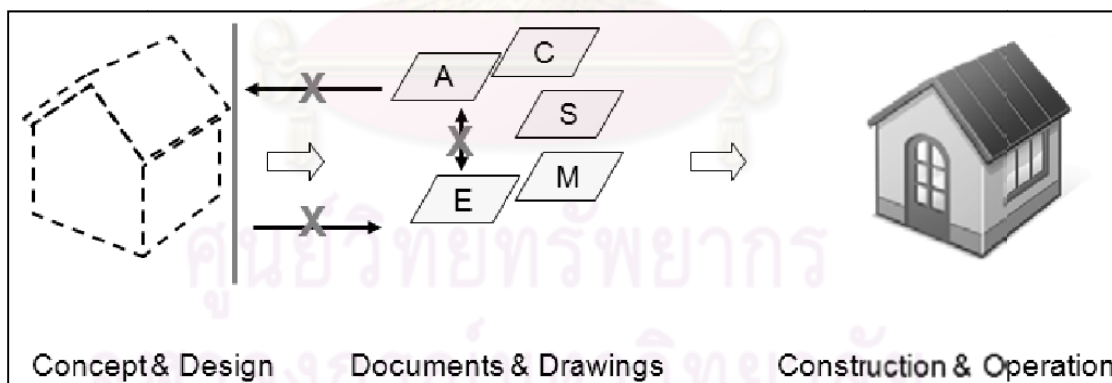 C
A
X
S
X
M
E
X
ศูนย์วิทยทรัพยากร
Concept & Design Documents & Drawings Construction & Operation